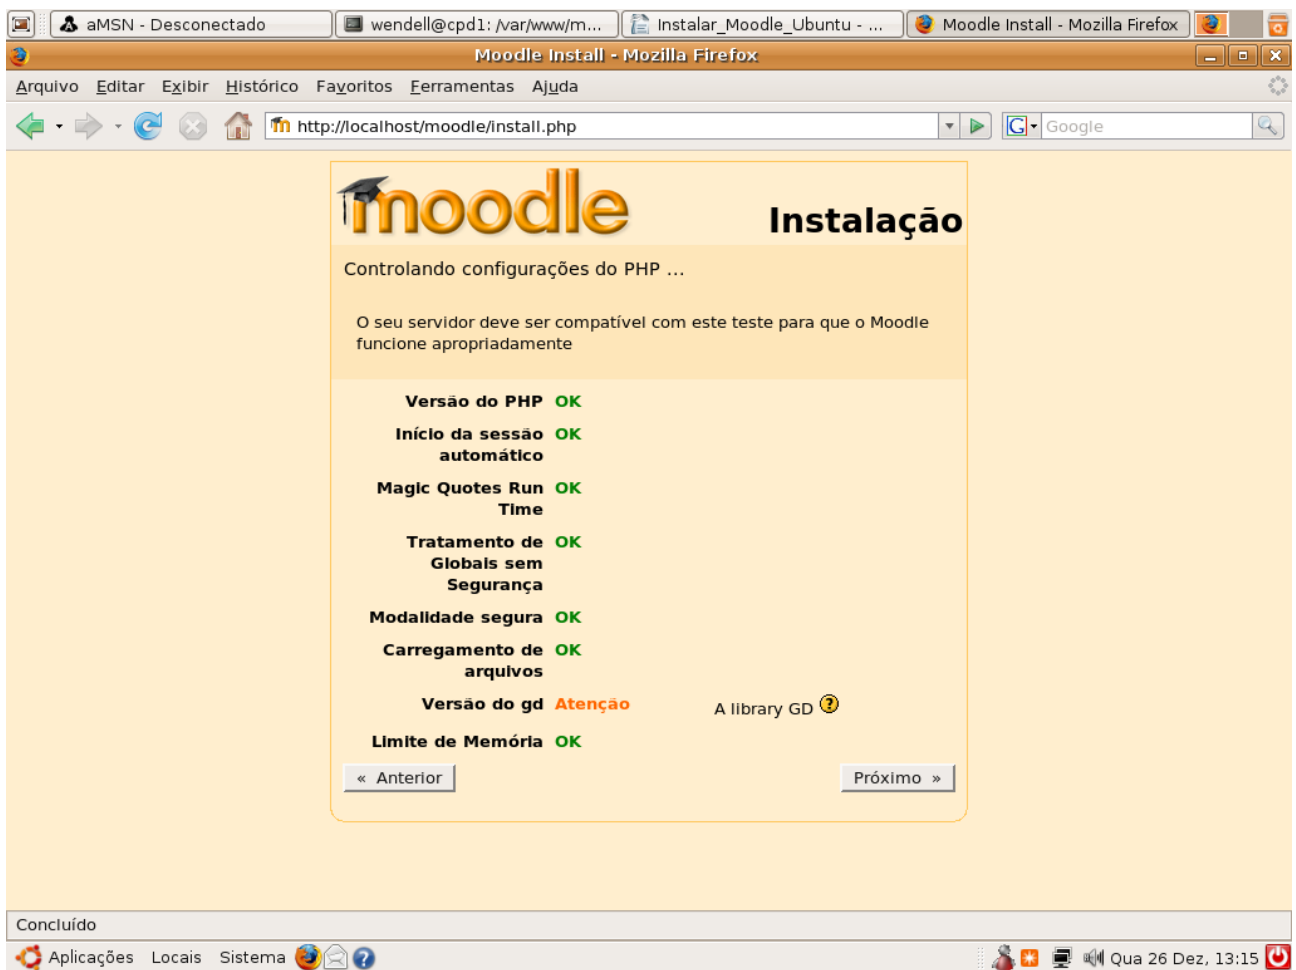 aMSN - Desconectado
wendell@cpd1: /var/www/m...
Instalar_Moodle_Ubuntu - ...
Moodle Install - Mozilla Firefox
Moodle Install - Mozilla Firefox
Arquivo Editar Exibir Histórico Favoritos Ferramentas Ajuda
http://localhost/moodle/install.php
G Google
moodle
Instalação
Controlando configurações do PHP ...
O seu servidor deve ser compatível com este teste para que o Moodle
funcione apropriadamente
Versão do PHP OK
Início da sessão OK
automático
Magic Quotes Run OK
Time
Tratamento de OK
Globais sem
Segurança
Modalidade segura OK
Carregamento de OK
arquivos
Versão do gd Atenção A library GD ?
Limite de Memória OK
« Anterior
Próximo »
Concluído
Aplicações Locais Sistema ?
Qua 26 Dez, 13:15